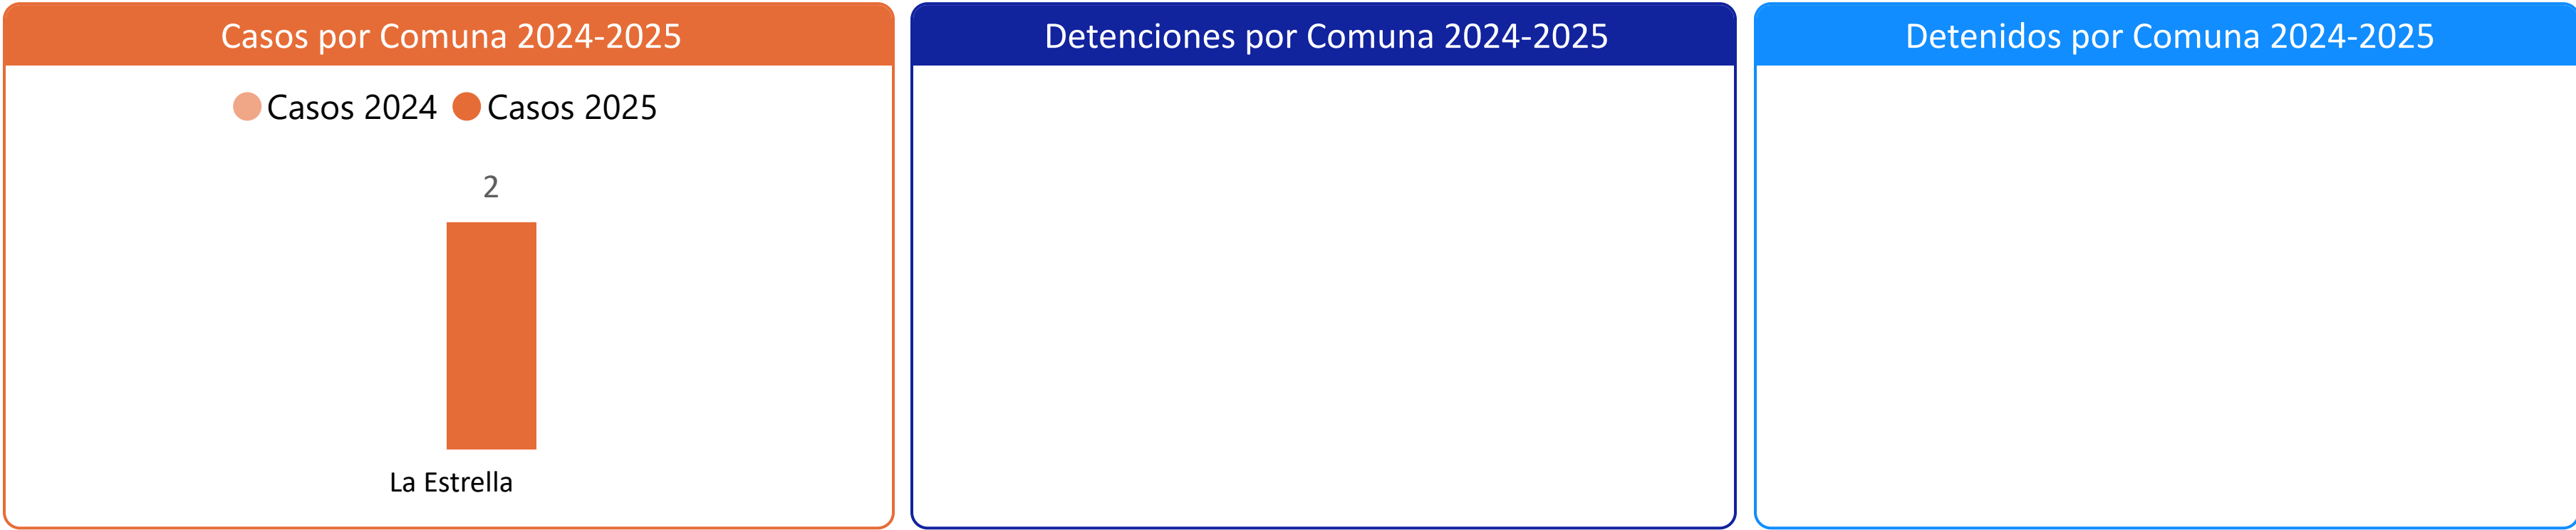 Casos por Comuna 2024-2025
Casos 2024 Casos 2025
2
La Estrella
Detenciones por Comuna 2024-2025
Detenidos por Comuna 2024-2025